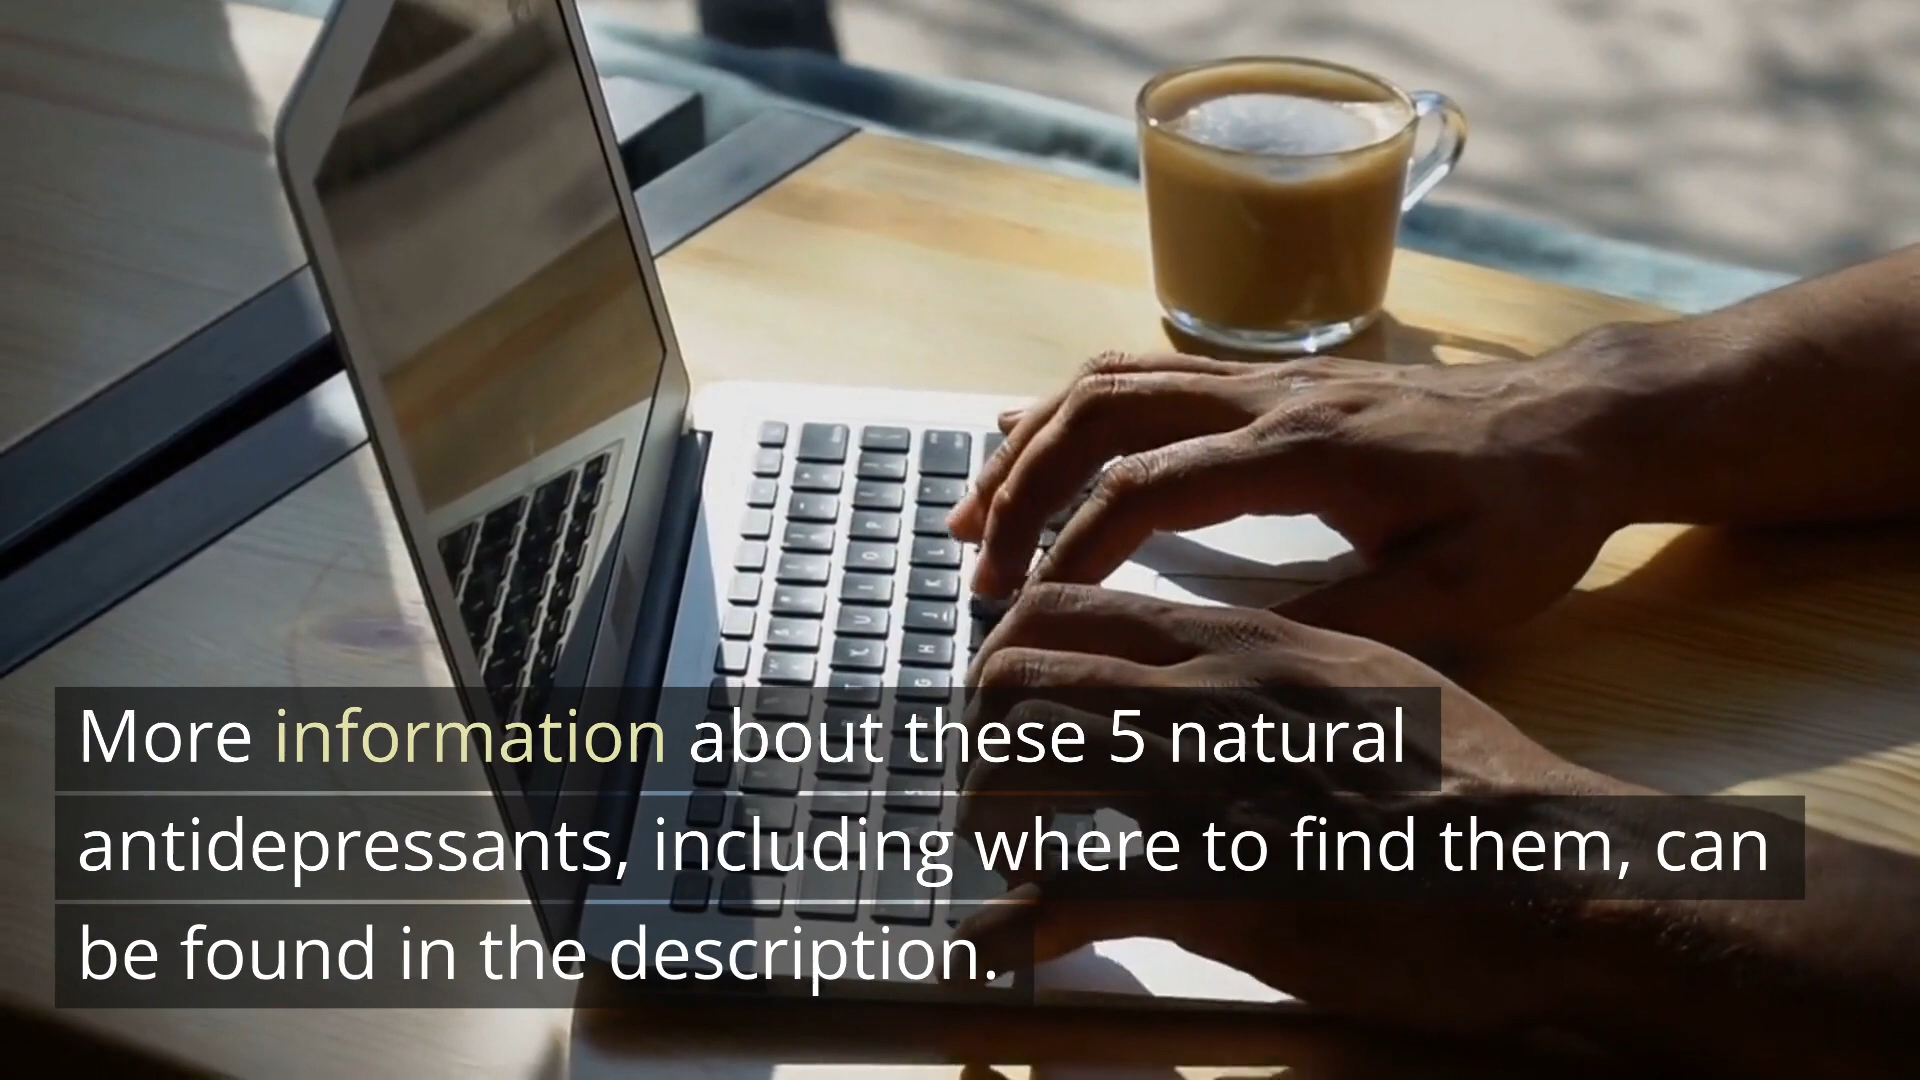 More information about these 5 natural
antidepressants, including where to find them, can
be found in the description.